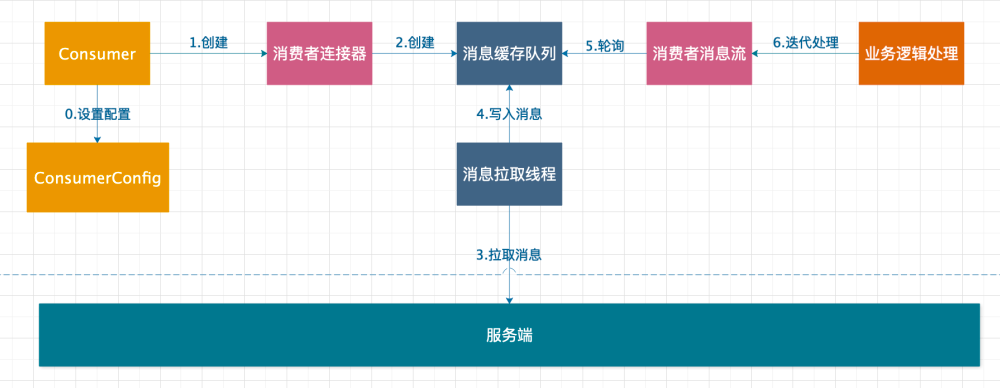 Consumer
1.创建
消费者连接器
2.创建
消息缓存队列
5.轮询
消费者消息流
6.迭代处理
业务逻辑处理
0.设置配置
4.写入消息
ConsumerConfig
消息拉取线程
3.拉取消息
服务端